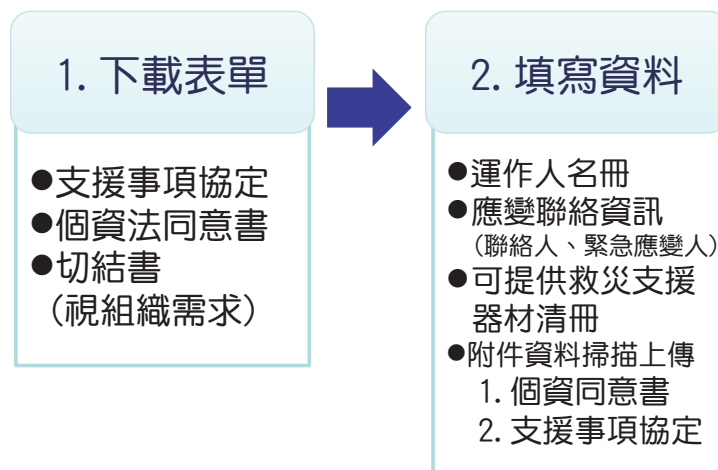 1.下載表單
●支援事項協定
●個資法同意書
●切結書
(視組織需求)
2.填寫資料
●運作人名冊
●應變聯絡資訊
(聯絡人、緊急應變人)
●可提供救災支援
器材清冊
●附件資料掃描上傳
1.個資同意書
2.支援事項協定